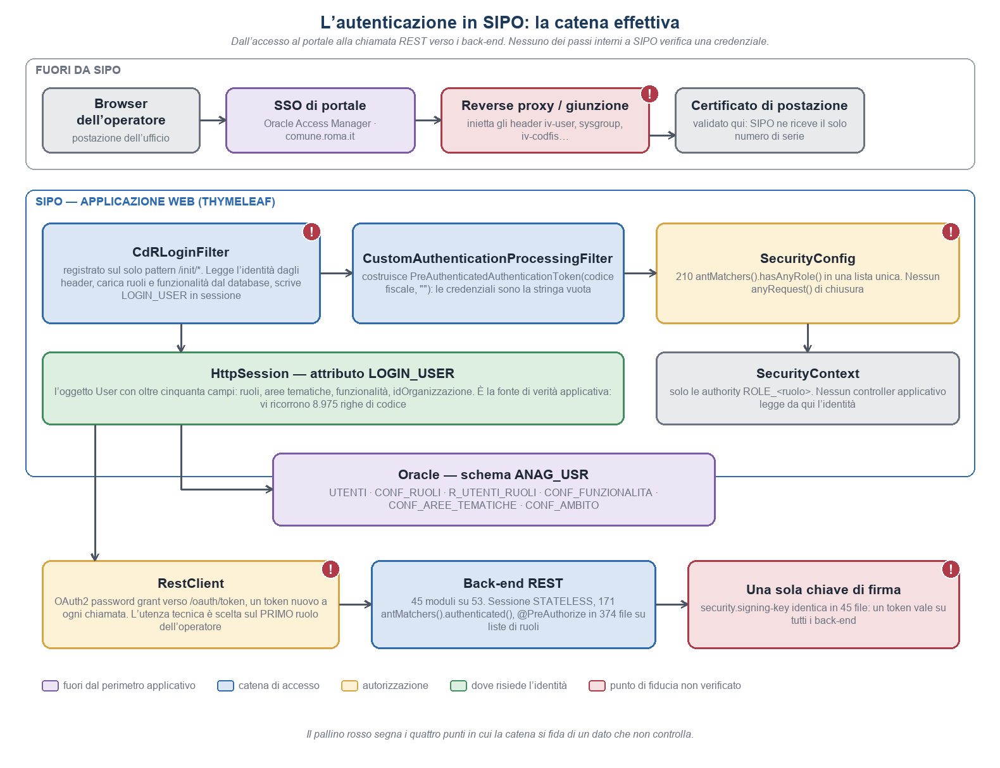 L’autenticazione in SIPO: la catena effettiva
Dall’accesso al portale alla chiamata REST verso i back-end. Nessuno dei passi interni a SIPO verifica una credenziale.
FUORI DA SIPO
Browser
dell’operatore
postazione dell’ufficio
SSO di portale
Oracle Access Manager ·
comune.roma.it
Reverse proxy / giunzione
inietta gli header iv-user, sysgroup,
iv-codfis…
!
Certificato di postazione
validato qui: SIPO ne riceve il solo
numero di serie
SIPO — APPLICAZIONE WEB (THYMELEAF)
!
CdRLoginFilter
registrato sul solo pattern /init/*. Legge l’identità dagli
header, carica ruoli e funzionalità dal database, scrive
LOGIN_USER in sessione
CustomAuthenticationProcessingFilter
costruisce PreAuthenticatedAuthenticationToken(codice
fiscale, ""): le credenziali sono la stringa vuota
!
SecurityConfig
210 antMatchers().hasAnyRole() in una lista unica. Nessun
anyRequest() di chiusura
HttpSession — attributo LOGIN_USER
l’oggetto User con oltre cinquanta campi: ruoli, aree tematiche, funzionalità, idOrganizzazione. È la fonte di verità applicativa:
vi ricorrono 8.975 righe di codice
SecurityContext
solo le authority ROLE_<ruolo>. Nessun controller applicativo
legge da qui l’identità
Oracle — schema ANAG_USR
UTENTI · CONF_RUOLI · R_UTENTI_RUOLI · CONF_FUNZIONALITA ·
CONF_AREE_TEMATICHE · CONF_AMBITO
!
RestClient
OAuth2 password grant verso /oauth/token, un token nuovo a
ogni chiamata. L’utenza tecnica è scelta sul PRIMO ruolo
dell’operatore
Back-end REST
45 moduli su 53. Sessione STATELESS, 171
antMatchers().authenticated(), @PreAuthorize in 374 file su
liste di ruoli
!
Una sola chiave di firma
security.signing-key identica in 45 file: un token vale su
tutti i back-end
fuori dal perimetro applicativo
catena di accesso
autorizzazione
dove risiede l’identità
punto di fiducia non verificato
Il pallino rosso segna i quattro punti in cui la catena si fida di un dato che non controlla.